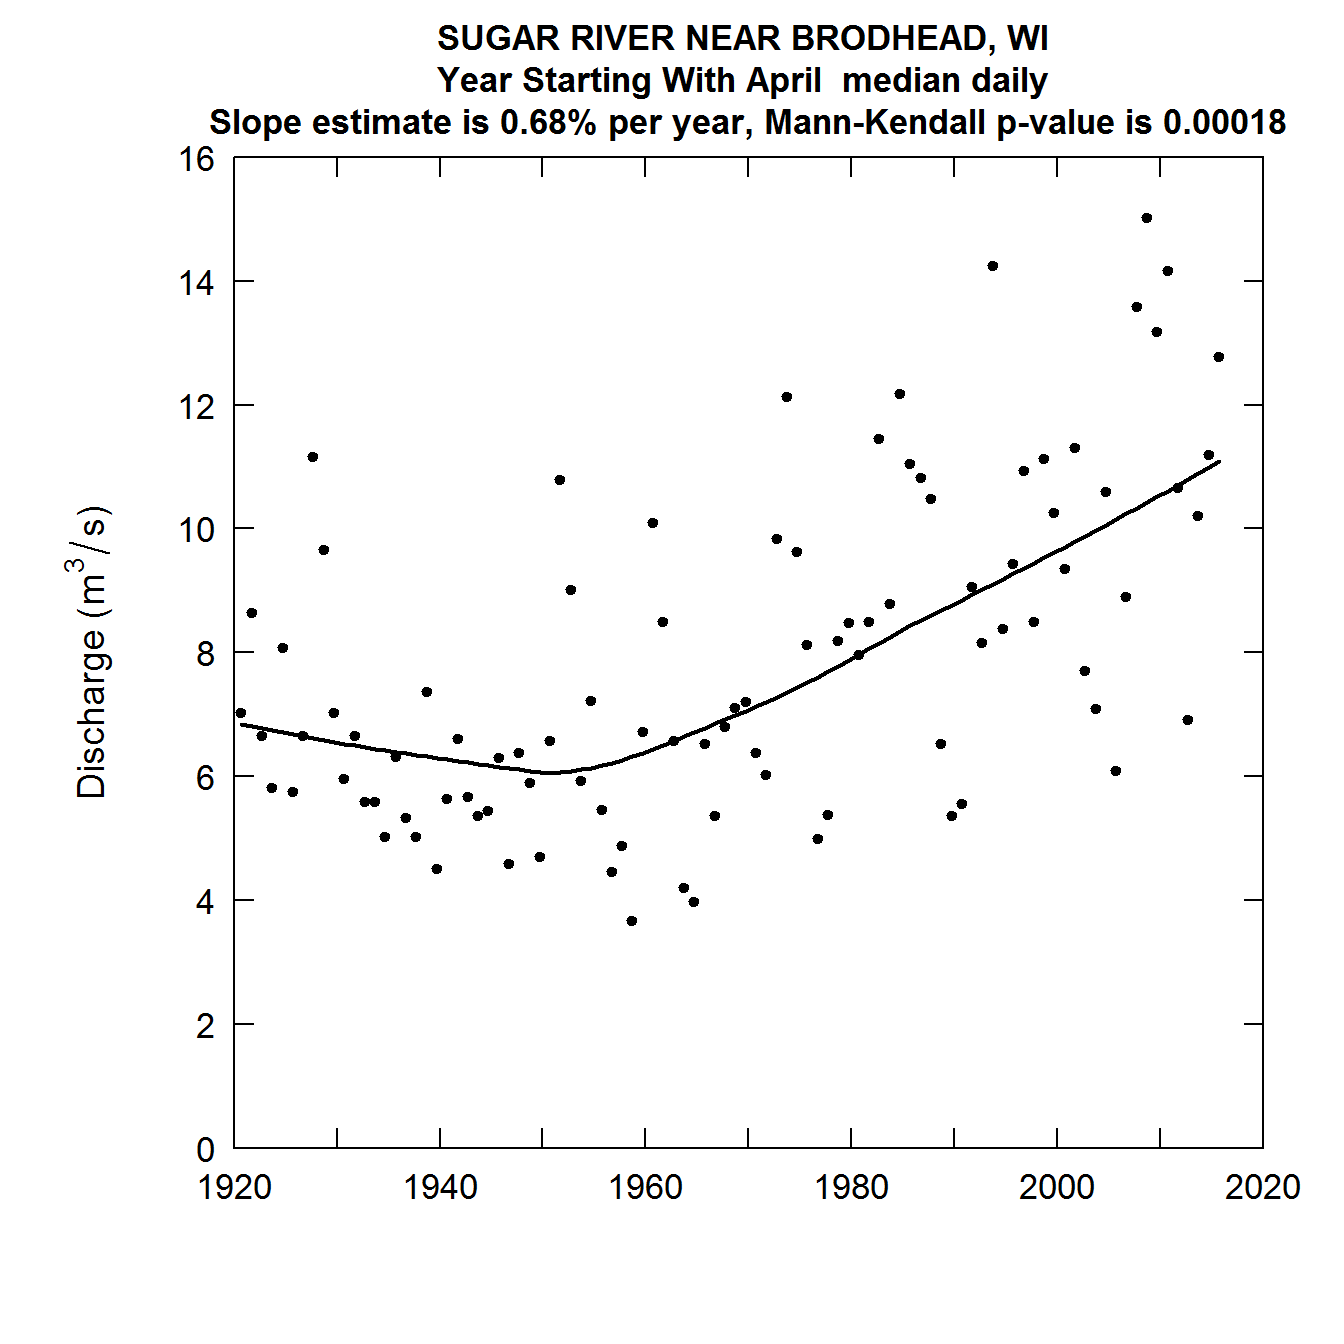 SUGAR RIVER NEAR BRODHEAD, WI
Year Starting With April  median daily
Slope estimate is 0.68% per year, Mann-Kendall p-value is 0.00018
Discharge (m³/s)
16
14
12
10
8
6
4
2
0
1920 1940 1960 1980 2000 2020